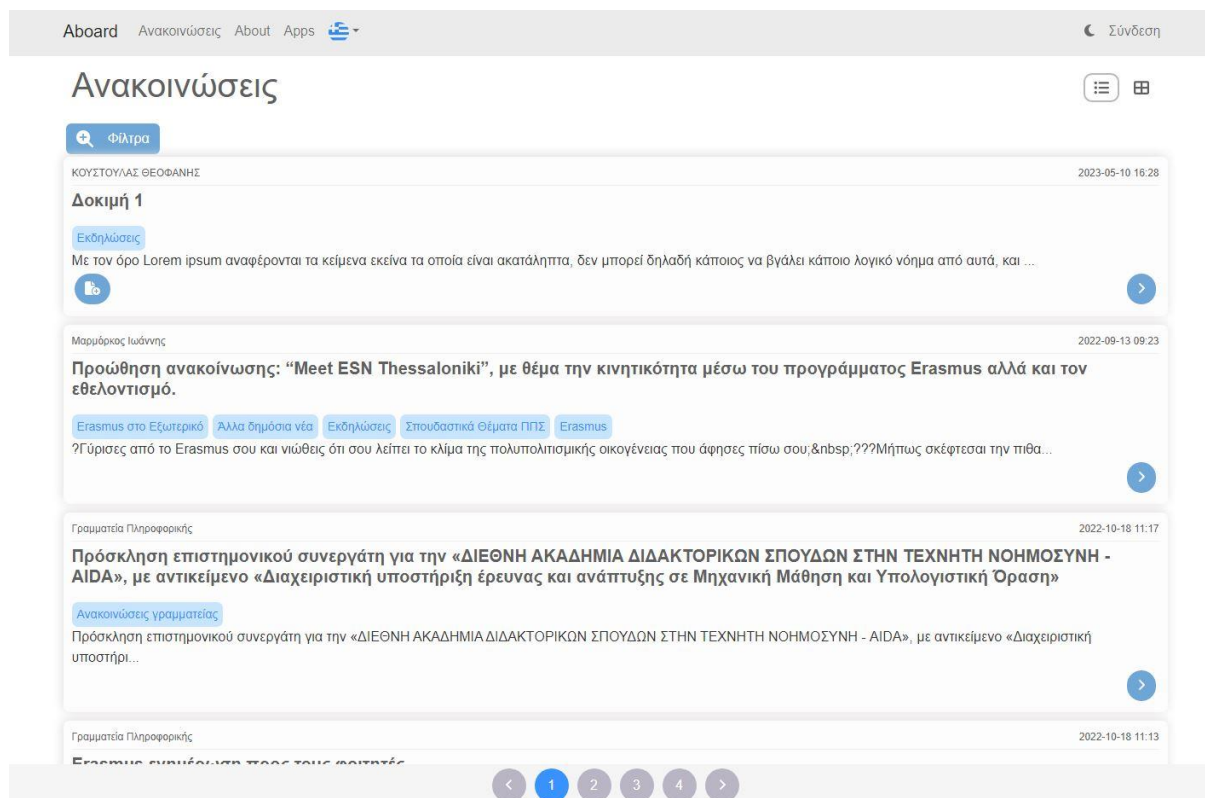 Aboard Ανακοινώσεις About Apps Σύνδεση
Ανακοινώσεις
Φίλτρα
ΚΟΥΣΤΟΥΛΑΣ ΘΕΟΦΑΝΗΣ 2023-05-10 16:28
Δοκιμή 1
Εκδηλώσεις
Με τον όρο Lorem ipsum αναφέρονται τα κείμενα εκείνα τα οποία είναι ακατάληπτα, δεν μπορεί δηλαδή κάποιος να βγάλει κάποιο λογικό νόημα από αυτά, και ...
Μαρμόρκος Ιωάννης 2022-09-13 09:23
Προώθηση ανακοίνωσης: “Meet ESN Thessaloniki”, με θέμα την κινητικότητα μέσω του προγράμματος Erasmus αλλά και τον
εθελοντισμό.
Erasmus στο Εξωτερικό Άλλα δημόσια νέα Εκδηλώσεις Σπουδαστικά Θέματα ΠΠΣ Erasmus
?Γύρισες από το Erasmus σου και νιώθεις ότι σου λείπει το κλίμα της πολυπολιτισμικής οικογένειας που άφησες πίσω σου;&nbsp;???Μήπως σκέφτεσαι την πιθα...
Γραμματεία Πληροφορικής 2022-10-18 11:17
Πρόσκληση επιστημονικού συνεργάτη για την «ΔΙΕΘΝΗ ΑΚΑΔΗΜΙΑ ΔΙΔΑΚΤΟΡΙΚΩΝ ΣΠΟΥΔΩΝ ΣΤΗΝ ΤΕΧΝΗΤΗ ΝΟΗΜΟΣΥΝΗ -
AIDA», με αντικείμενο «Διαχειριστική υποστήριξη έρευνας και ανάπτυξης σε Μηχανική Μάθηση και Υπολογιστική Όραση»
Ανακοινώσεις γραμματείας
Πρόσκληση επιστημονικού συνεργάτη για την «ΔΙΕΘΝΗ ΑΚΑΔΗΜΙΑ ΔΙΔΑΚΤΟΡΙΚΩΝ ΣΠΟΥΔΩΝ ΣΤΗΝ ΤΕΧΝΗΤΗ ΝΟΗΜΟΣΥΝΗ - AIDA», με αντικείμενο «Διαχειριστική
υποστήρι...
Γραμματεία Πληροφορικής 2022-10-18 11:13
Erasmus ενημέρωση προς τους φοιτητές
1 2 3 4